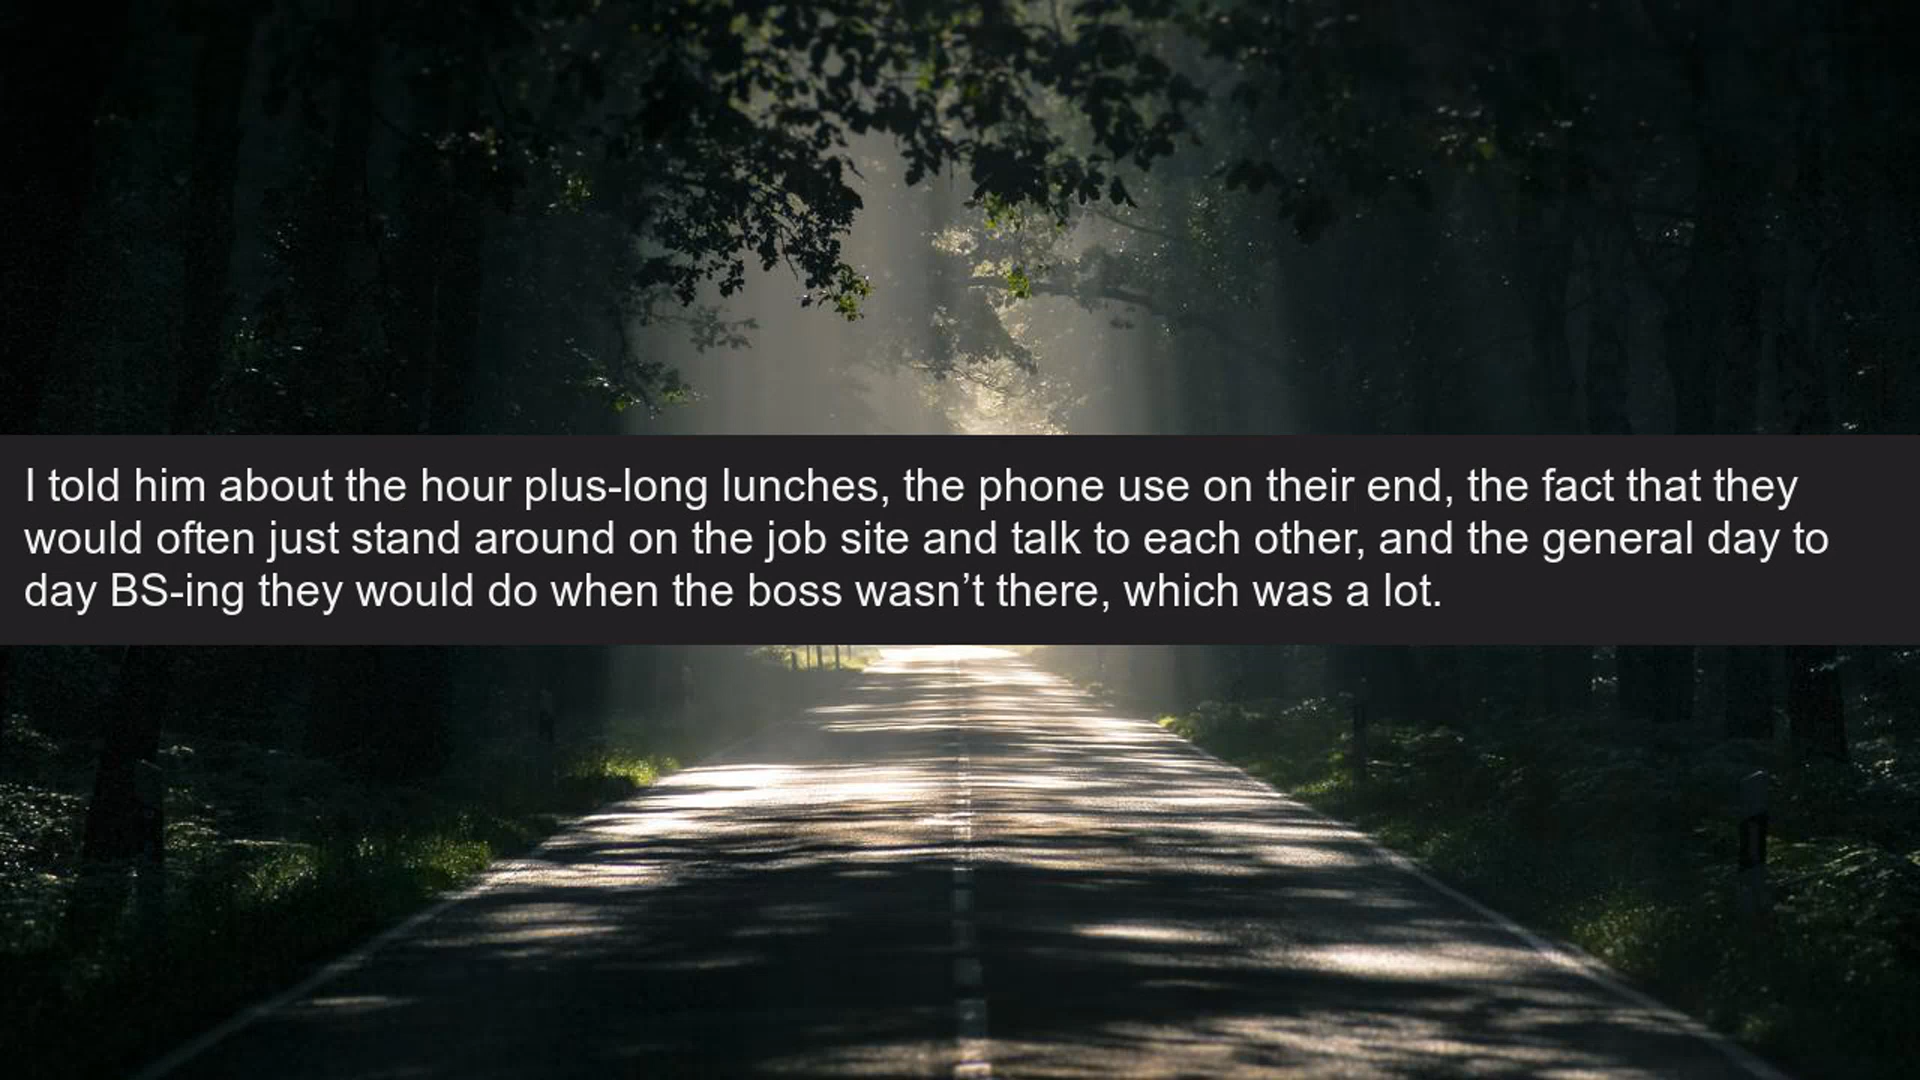 I told him about the hour plus-long lunches, the phone use on their end, the fact that they
would often just stand around on the job site and talk to each other, and the general day to
day BS-ing they would do when the boss wasn’t there, which was a lot.